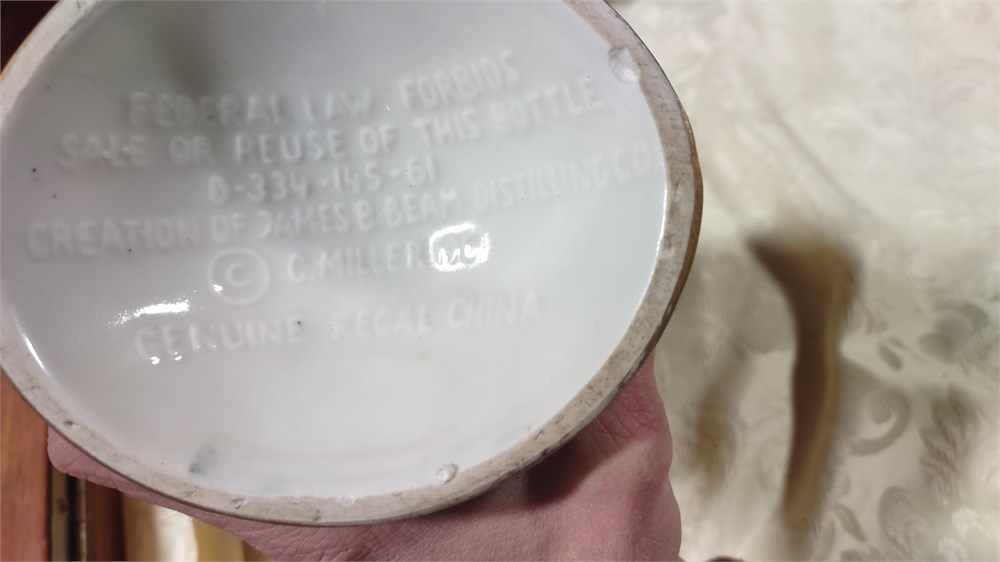 FEDERAL LAW FORBIDS
SALE OR REUSE OF THIS BOTTLE
D-334-145-61
CREATION OF JAMES B. BEAM DISTILLING CO
© C. MILLER
GENUINE REGAL CHINA